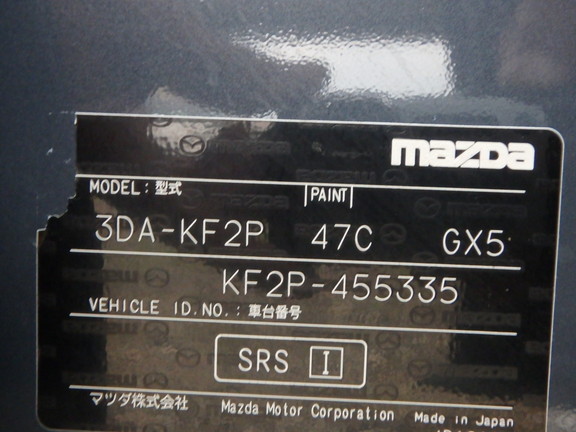 mazda
MODEL：型式 PAINT
3DA-KF2P 47C GX5
KF2P-455335
VEHICLE ID.NO.：車台番号
SRS I
マツダ株式会社 Mazda Motor Corporation Made in Japan